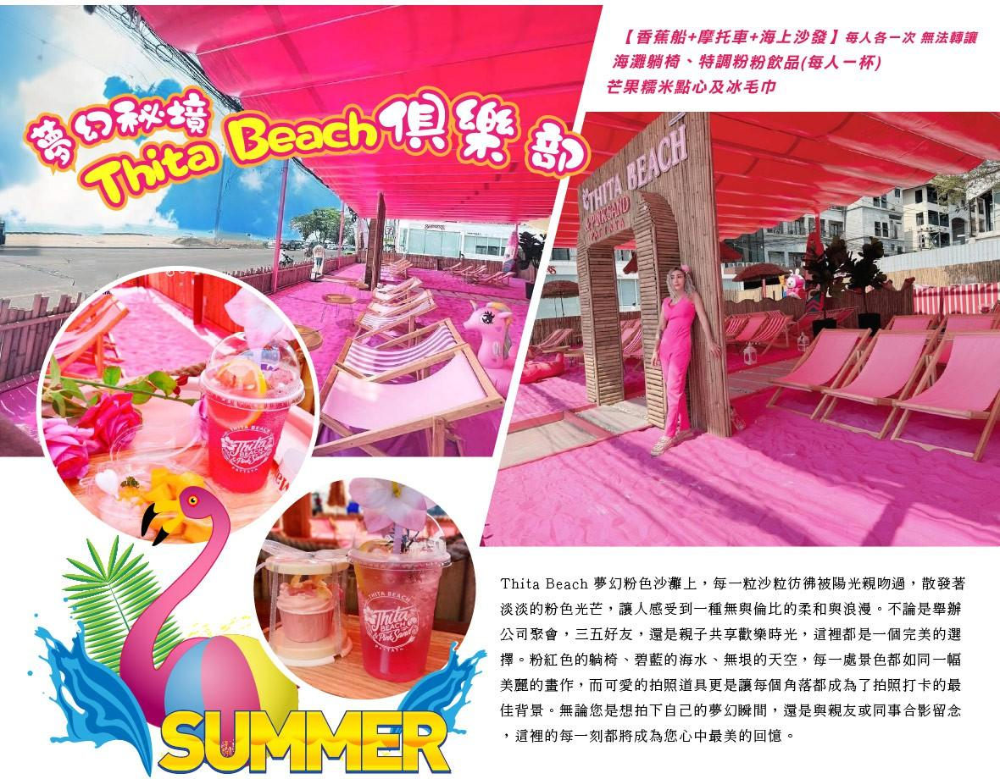 【香蕉船+摩托車+海上沙發】每人各一次 無法轉讓
海灘躺椅、特調粉粉飲品(每人一杯)
芒果糯米點心及冰毛巾
夢幻秘境
Thita Beach俱樂部
THITA BEACH
& PINK SAND
PATTAYA
THITA BEACH
Thita
BEACH
& Pink Sand
PATTAYA
THITA BEACH
Thita
BEACH
& Pink Sand
PATTAYA
SUMMER
Thita Beach 夢幻粉色沙灘上，每一粒沙粒彷彿被陽光親吻過，散發著
淡淡的粉色光芒，讓人感受到一種無與倫比的柔和與浪漫。不論是舉辦
公司聚會，三五好友，還是親子共享歡樂時光，這裡都是一個完美的選
擇。粉紅色的躺椅、碧藍的海水、無垠的天空，每一處景色都如同一幅
美麗的畫作，而可愛的拍照道具更是讓每個角落都成為了拍照打卡的最
佳背景。無論您是想拍下自己的夢幻瞬間，還是與親友或同事合影留念
，這裡的每一刻都將成為您心中最美的回憶。